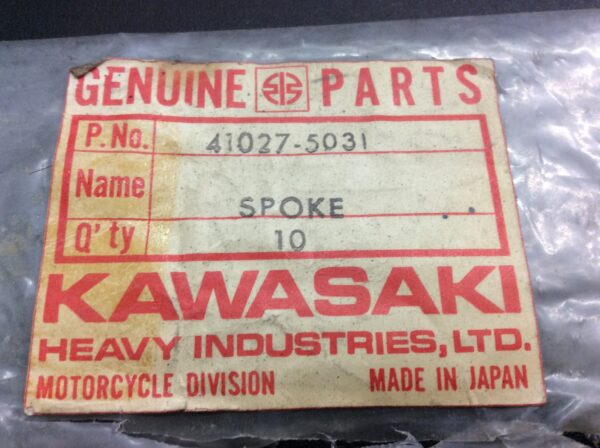 GENUINE PARTS
P.No. 41027-5031
Name SPOKE
Q'ty 10
KAWASAKI
HEAVY INDUSTRIES, LTD.
MOTORCYCLE DIVISION MADE IN JAPAN